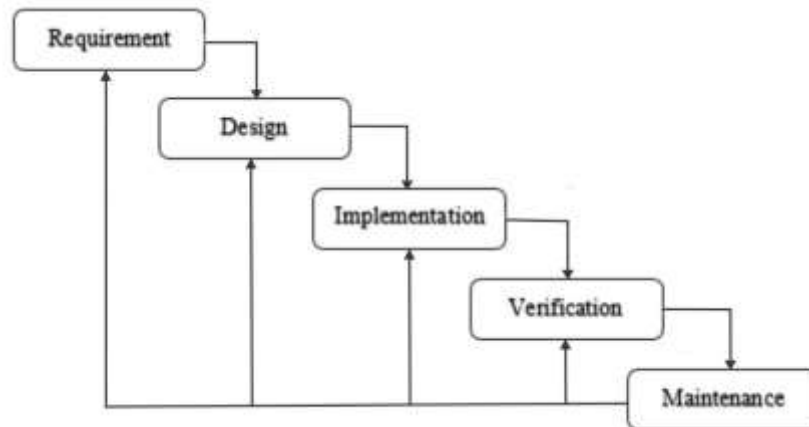 Requirement
Design
Implementation
Verification
Maintenance